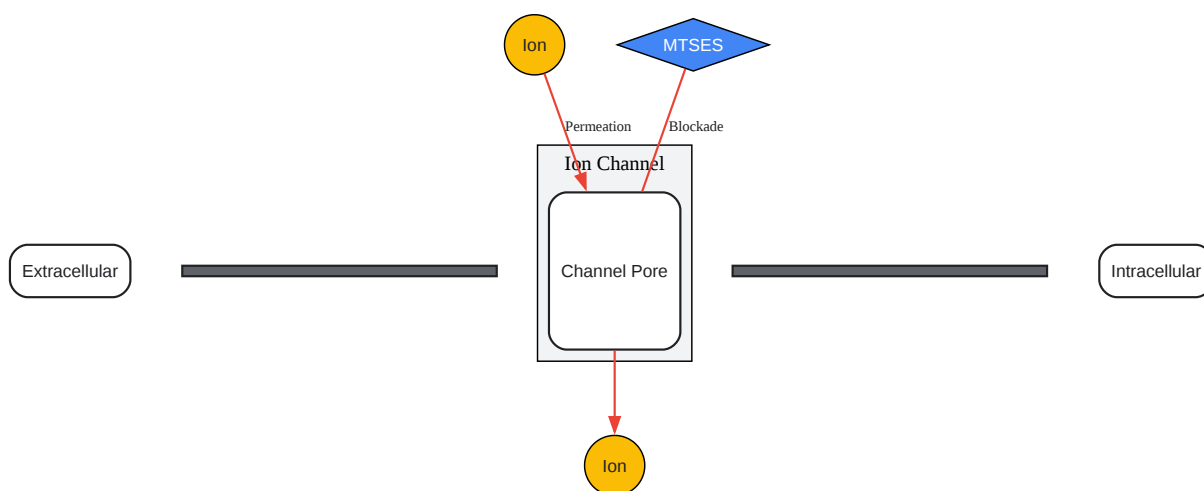 Ion
MTSES
Permeation
Blockade
Ion Channel
Extracellular
Channel Pore
Intracellular
Ion